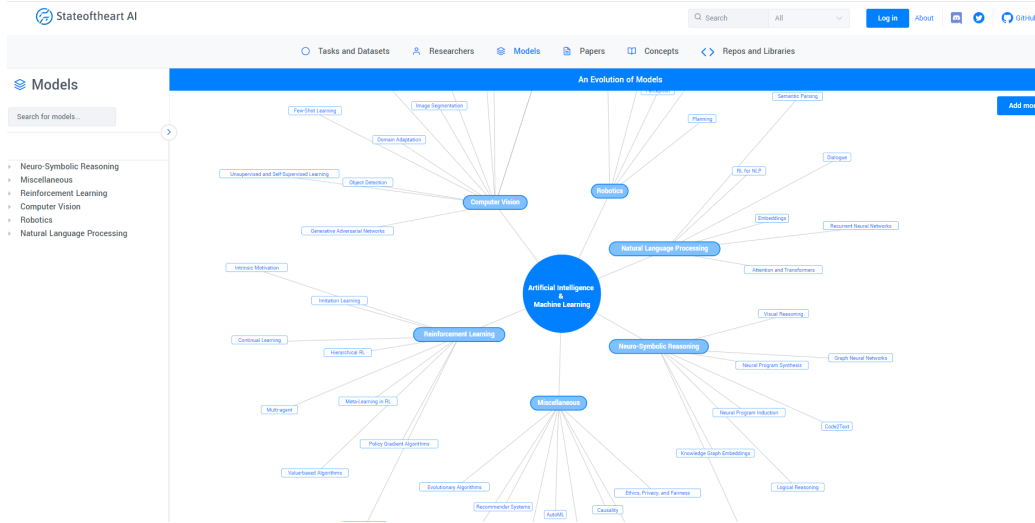 Stateoftheart AI
Search
All
Log in
About
GitHub
Tasks and Datasets
Researchers
Models
Papers
Concepts
Repos and Libraries
Models
An Evolution of Models
Search for models...
Add mor
Neuro-Symbolic Reasoning
Miscellaneous
Reinforcement Learning
Computer Vision
Robotics
Natural Language Processing
Semantic Parsing
Few-Shot Learning
Image Segmentation
Planning
Domain Adaptation
Dialogue
Unsupervised and Self-Supervised Learning
Object Detection
RL for NLP
Robotics
Computer Vision
Embeddings
Recurrent Neural Networks
Generative Adversarial Networks
Natural Language Processing
Intrinsic Motivation
Attention and Transformers
Artificial Intelligence
&
Machine Learning
Imitation Learning
Visual Reasoning
Reinforcement Learning
Continual Learning
Neuro-Symbolic Reasoning
Hierarchical RL
Graph Neural Networks
Neural Program Synthesis
Meta-Learning in RL
Miscellaneous
Multi-agent
Neural Program Induction
Code2Text
Policy Gradient Algorithms
Knowledge Graph Embeddings
Value-based Algorithms
Evolutionary Algorithms
Logical Reasoning
Ethics, Privacy, and Fairness
Recommender Systems
AutoML
Causality